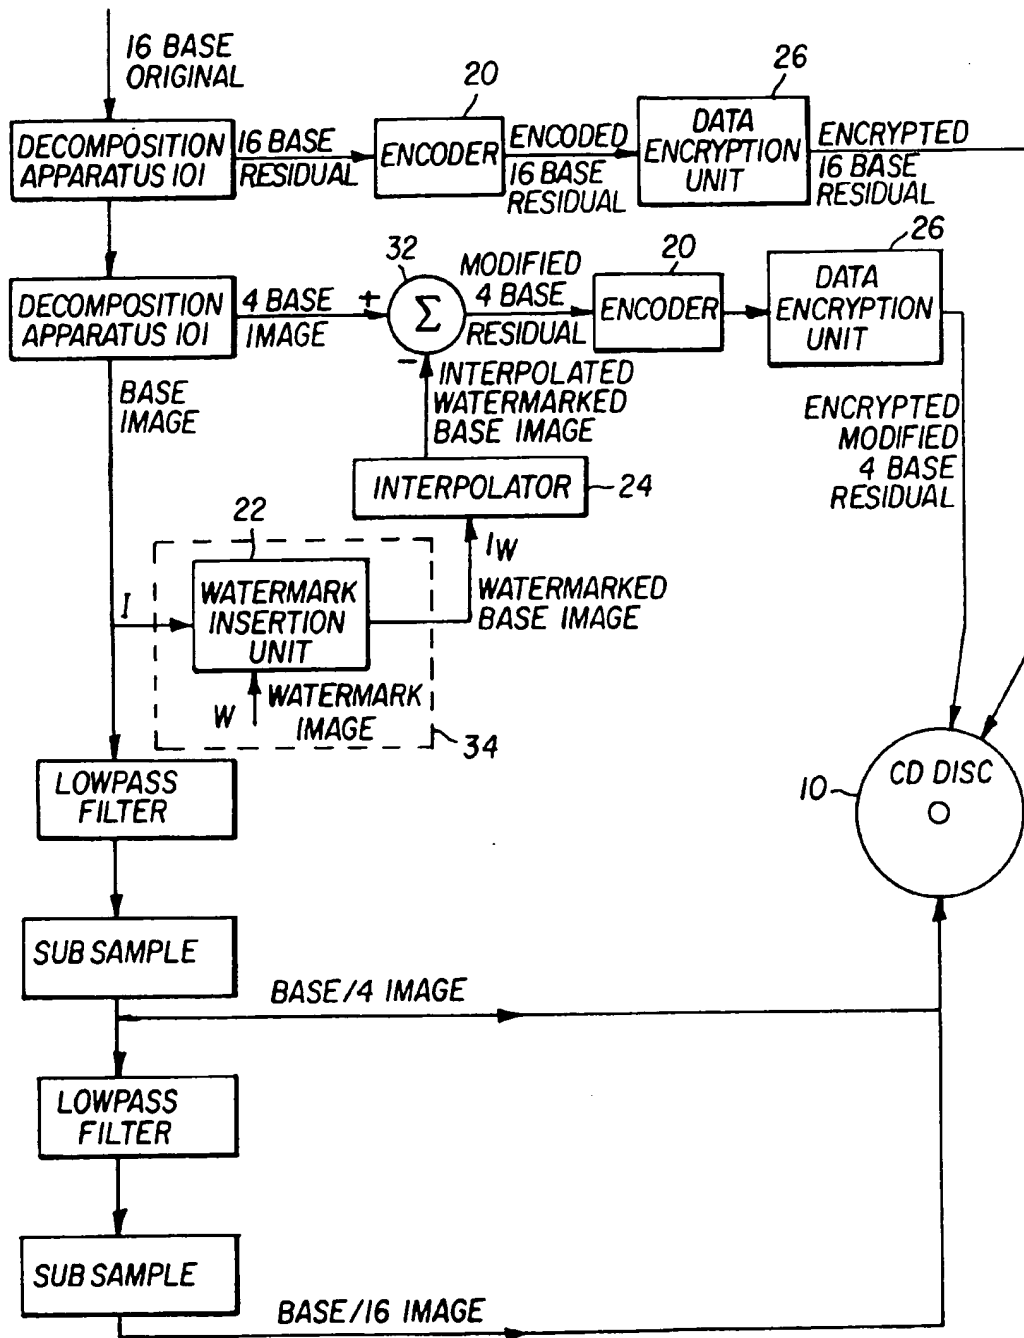 16 BASE
ORIGINAL
DECOMPOSITION
APPARATUS 101
16 BASE
RESIDUAL
20
ENCODER
ENCODED
16 BASE
RESIDUAL
26
DATA
ENCRYPTION
UNIT
ENCRYPTED
16 BASE
RESIDUAL
DECOMPOSITION
APPARATUS 101
4 BASE
IMAGE
+
32
Σ
−
MODIFIED
4 BASE
RESIDUAL
20
ENCODER
26
DATA
ENCRYPTION
UNIT
BASE
IMAGE
INTERPOLATED
WATERMARKED
BASE IMAGE
ENCRYPTED
MODIFIED
4 BASE
RESIDUAL
INTERPOLATOR
24
22
I
WATERMARK
INSERTION
UNIT
IW
WATERMARKED
BASE IMAGE
W
WATERMARK
IMAGE
34
LOWPASS
FILTER
10
CD DISC
SUB SAMPLE
BASE/4 IMAGE
LOWPASS
FILTER
SUB SAMPLE
BASE/16 IMAGE